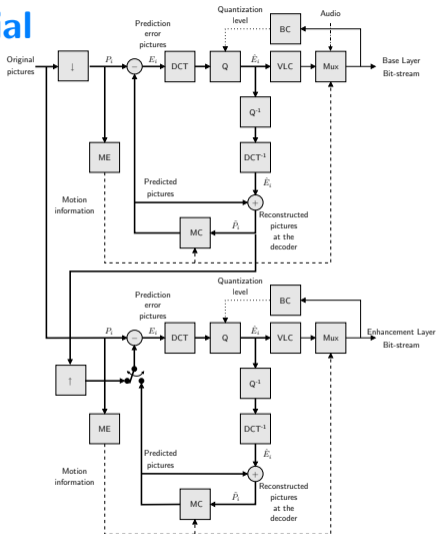 ial
Quantization
level
Audio
Prediction
error
pictures
BC
Original
pictures
↓
P_i
−
E_i
DCT
Q
Ê_i
VLC
Mux
Base Layer
Bit-stream
Q-1
DCT-1
ME
Ê_i
Motion
information
Predicted
pictures
+
MC
P̂_i
Reconstructed
pictures
at the
decoder
Quantization
level
Prediction
error
pictures
BC
P_i
−
E_i
DCT
Q
Ê_i
VLC
Mux
Enhancement Layer
Bit-stream
↑
Q-1
ME
DCT-1
Ê_i
Motion
information
Predicted
pictures
+
MC
P̂_i
Reconstructed
pictures
at the
decoder